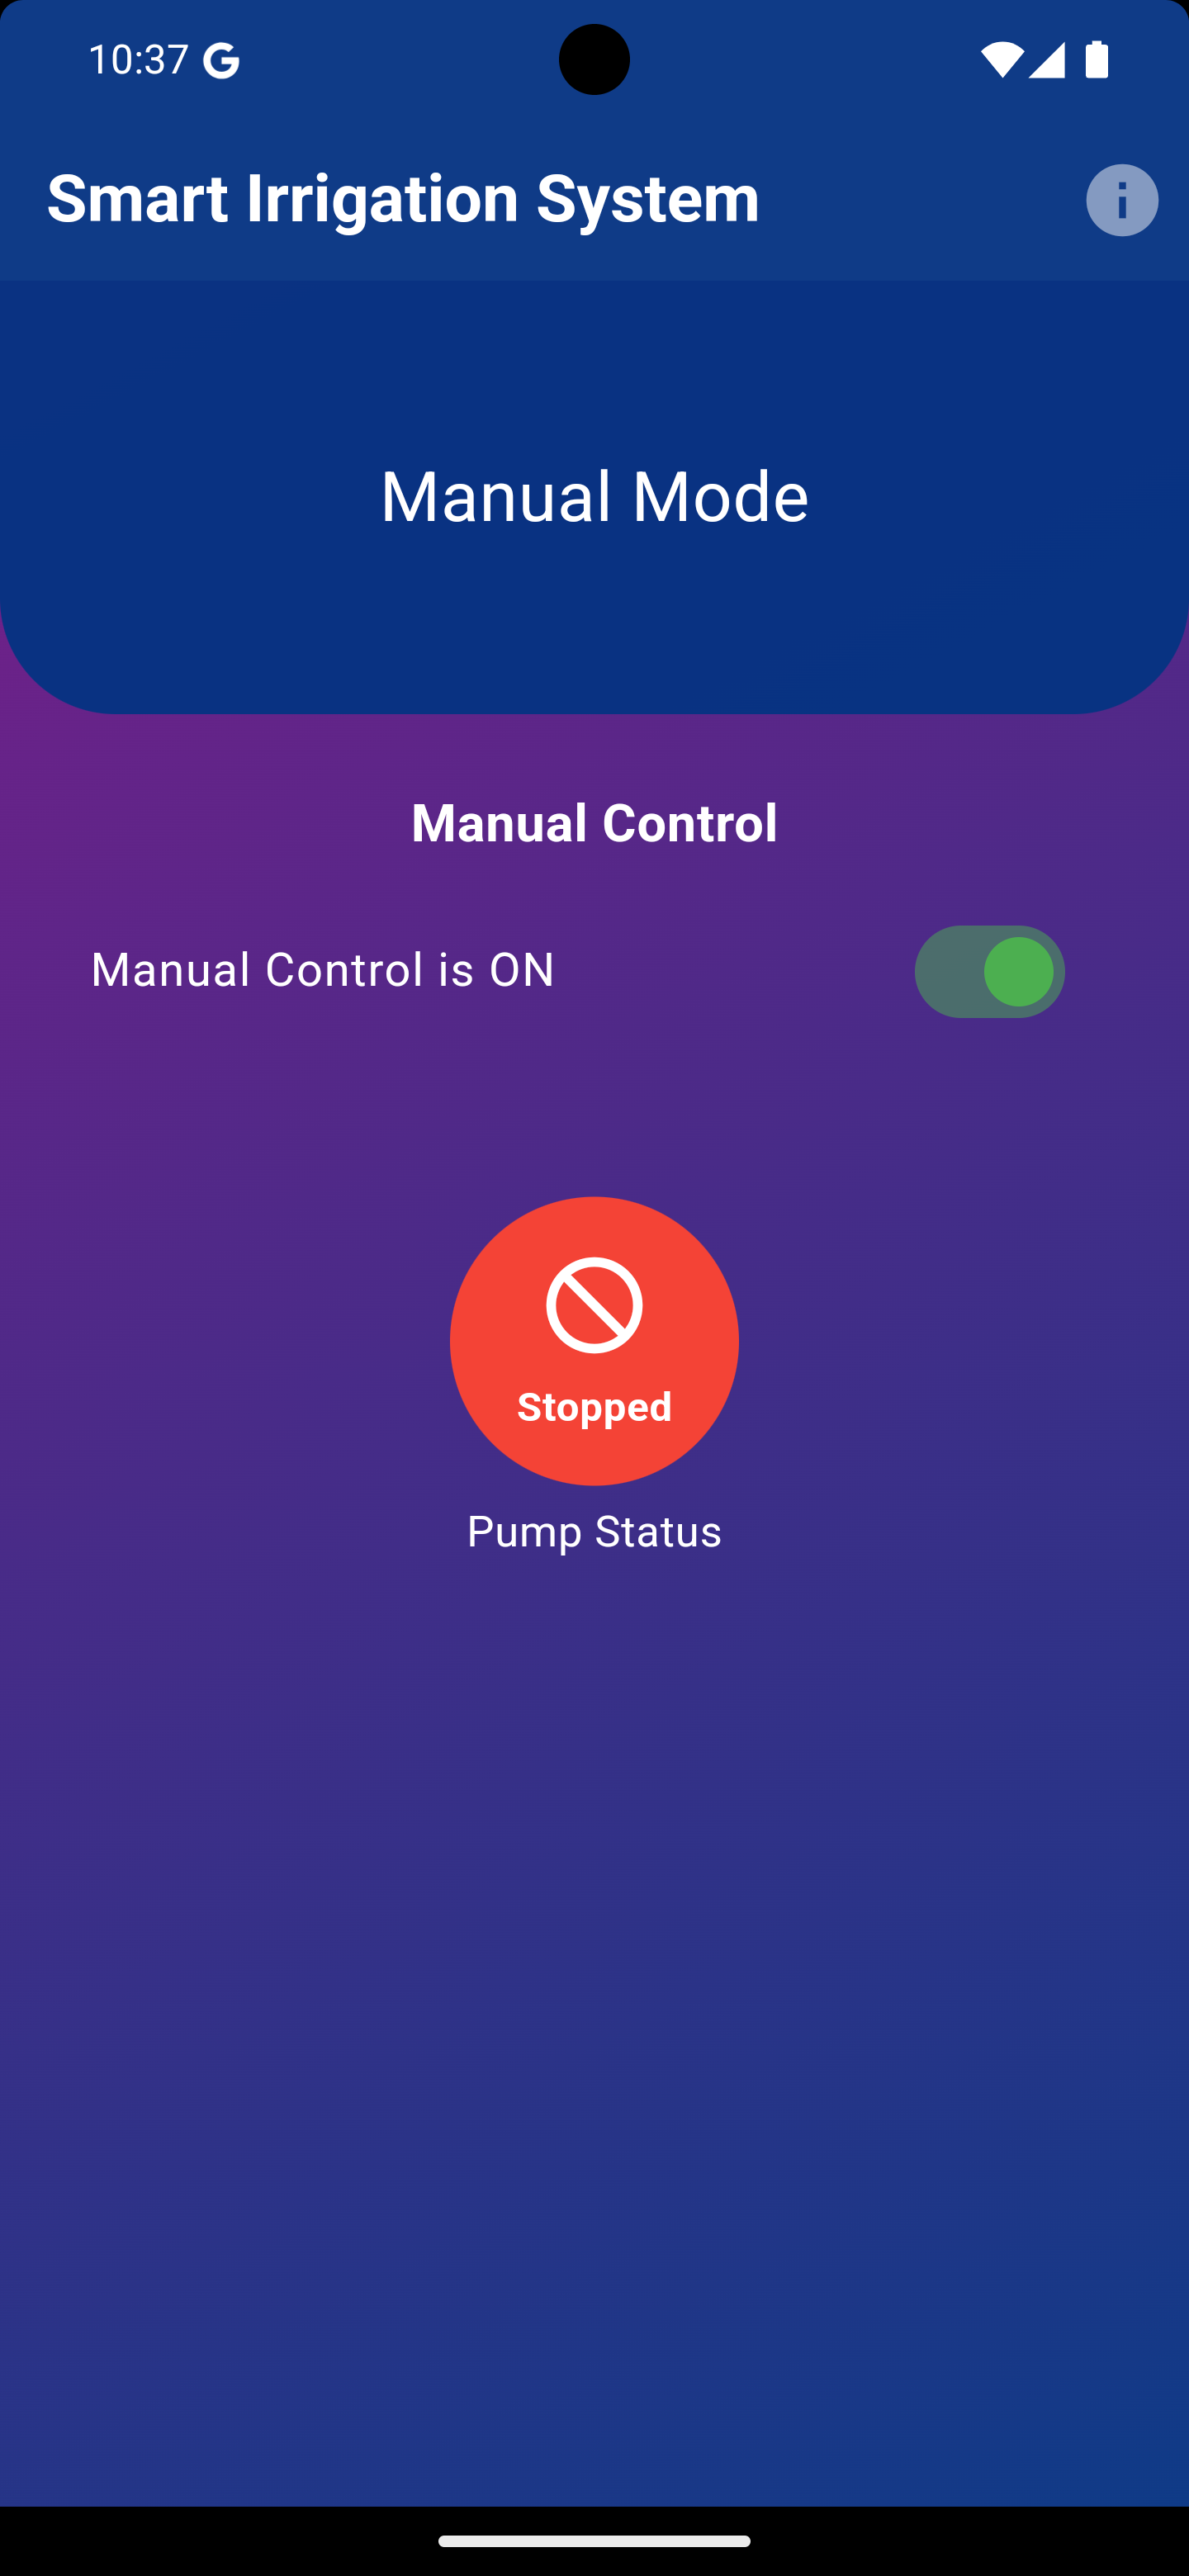 10:37
Smart Irrigation System
Manual Mode
Manual Control
Manual Control is ON
Stopped
Pump Status